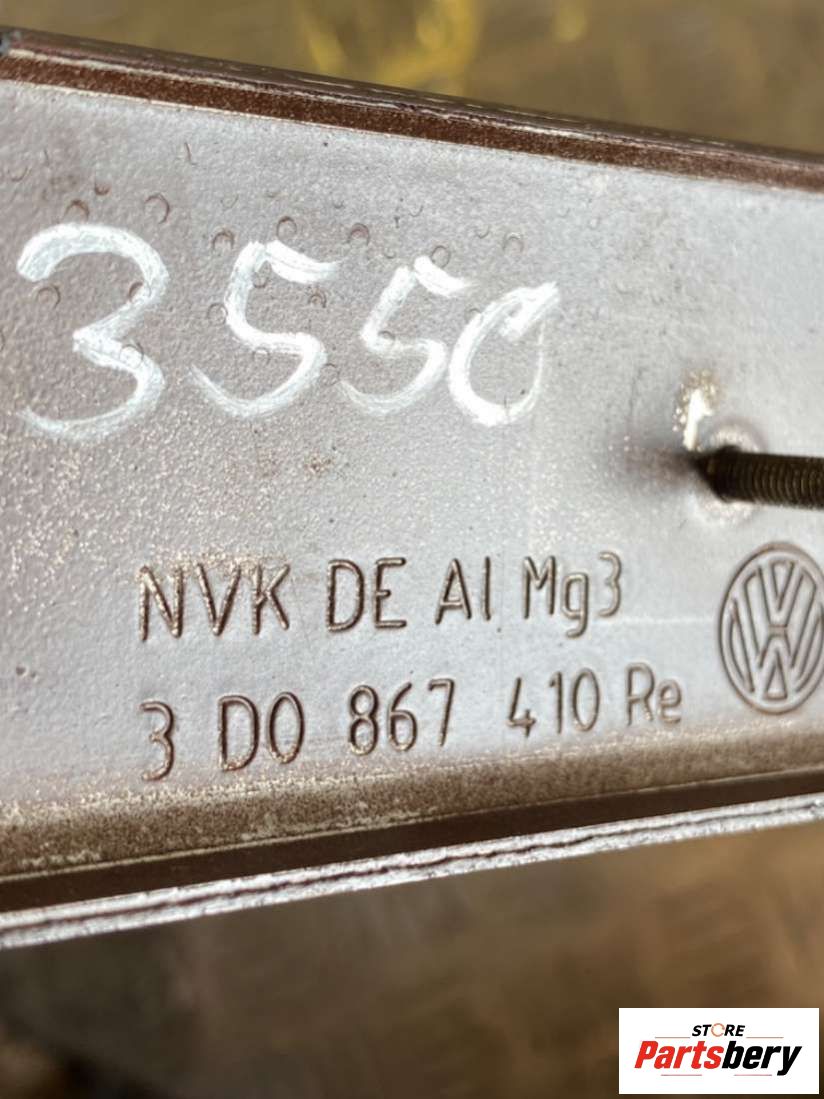 3550
NVK DE Al Mg3
3 D0 867 410 Re
STORE
Partsbery